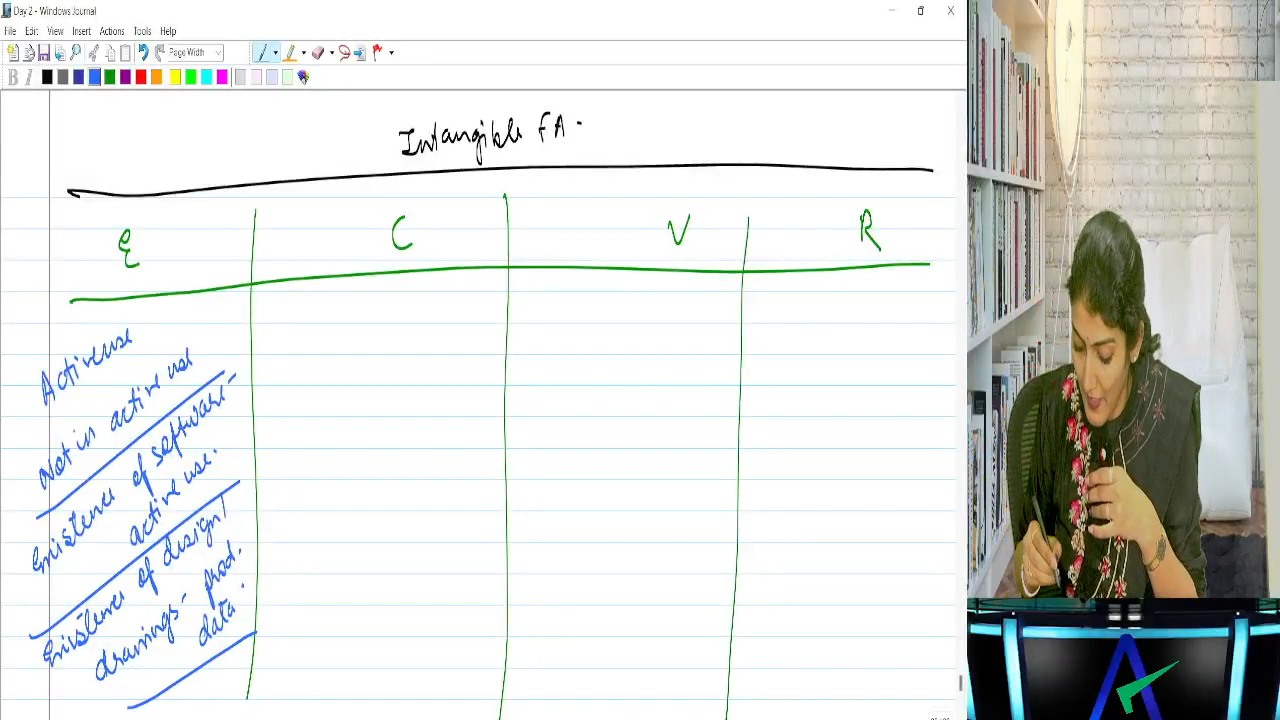 Day 2 - Windows Journal
File Edit View Insert Actions Tools Help
Page Width
B I
Intangible FA.
E C V R
Active use
Not in active use
Existence of software -
active use.
Existence of design /
drawings - prod.
data.